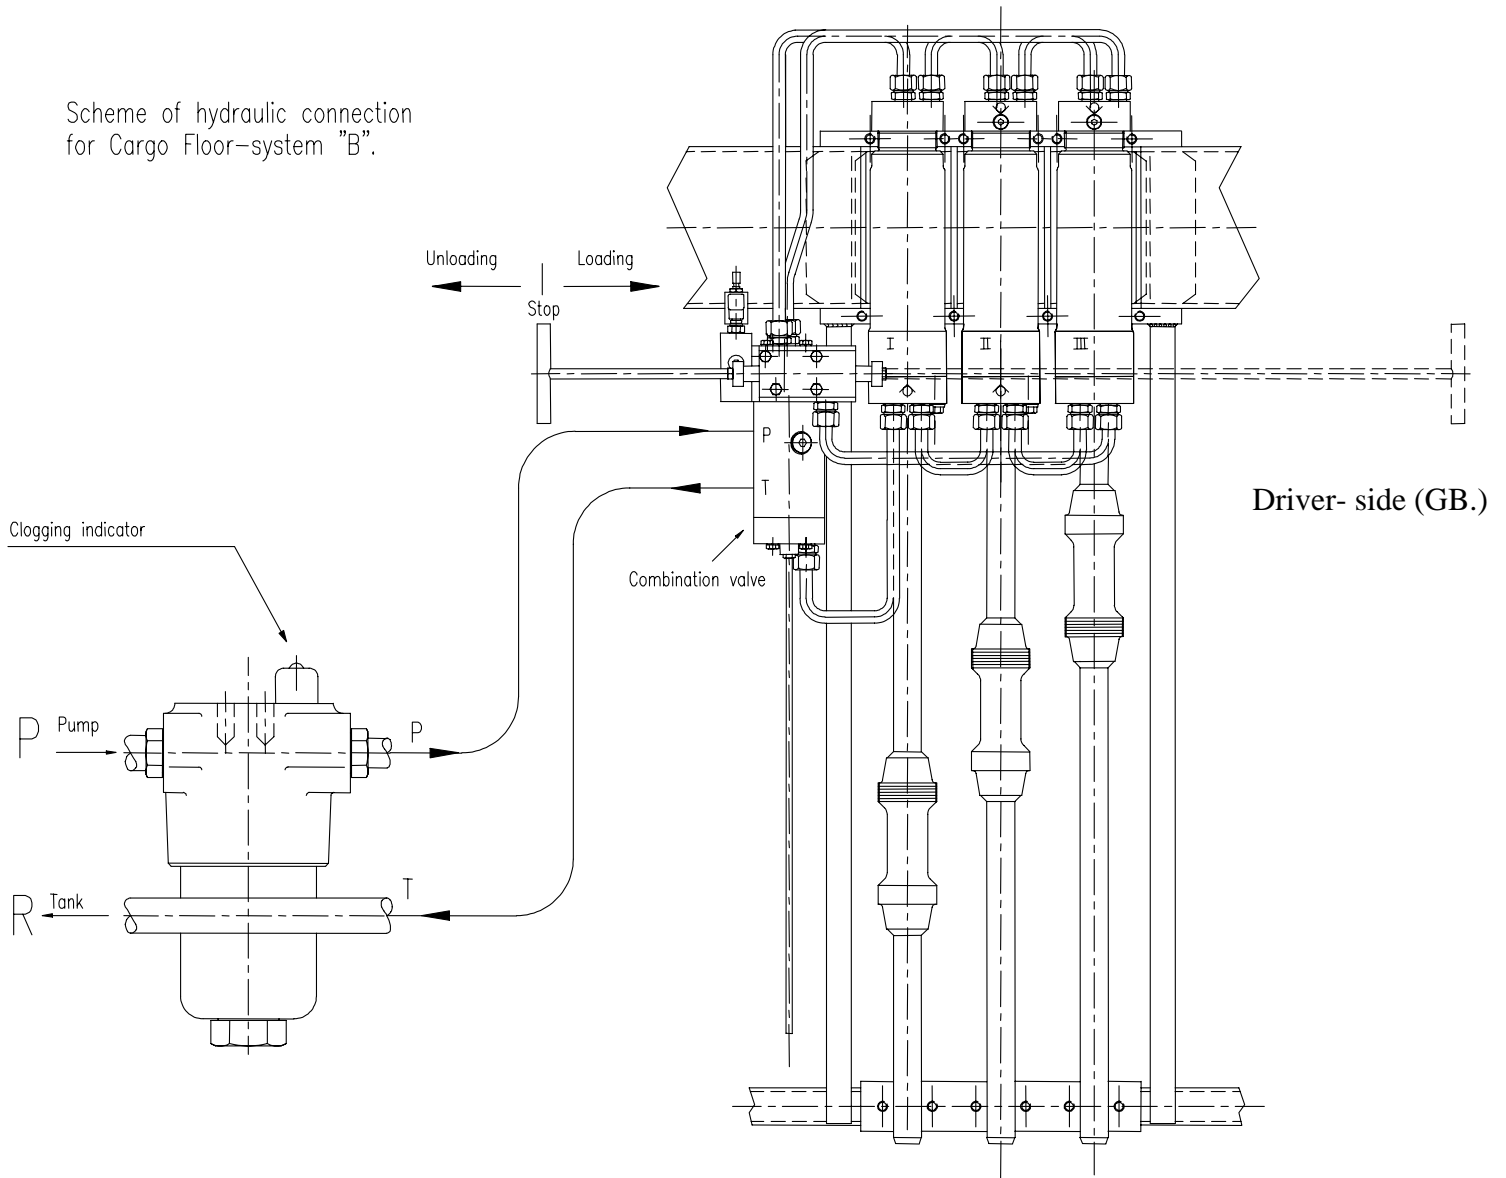 Scheme of hydraulic connection
for Cargo Floor-system "B".
Unloading
Loading
Stop
I
II
III
P
T
Driver- side (GB.)
Clogging indicator
Combination valve
P
Pump
P
R
Tank
T